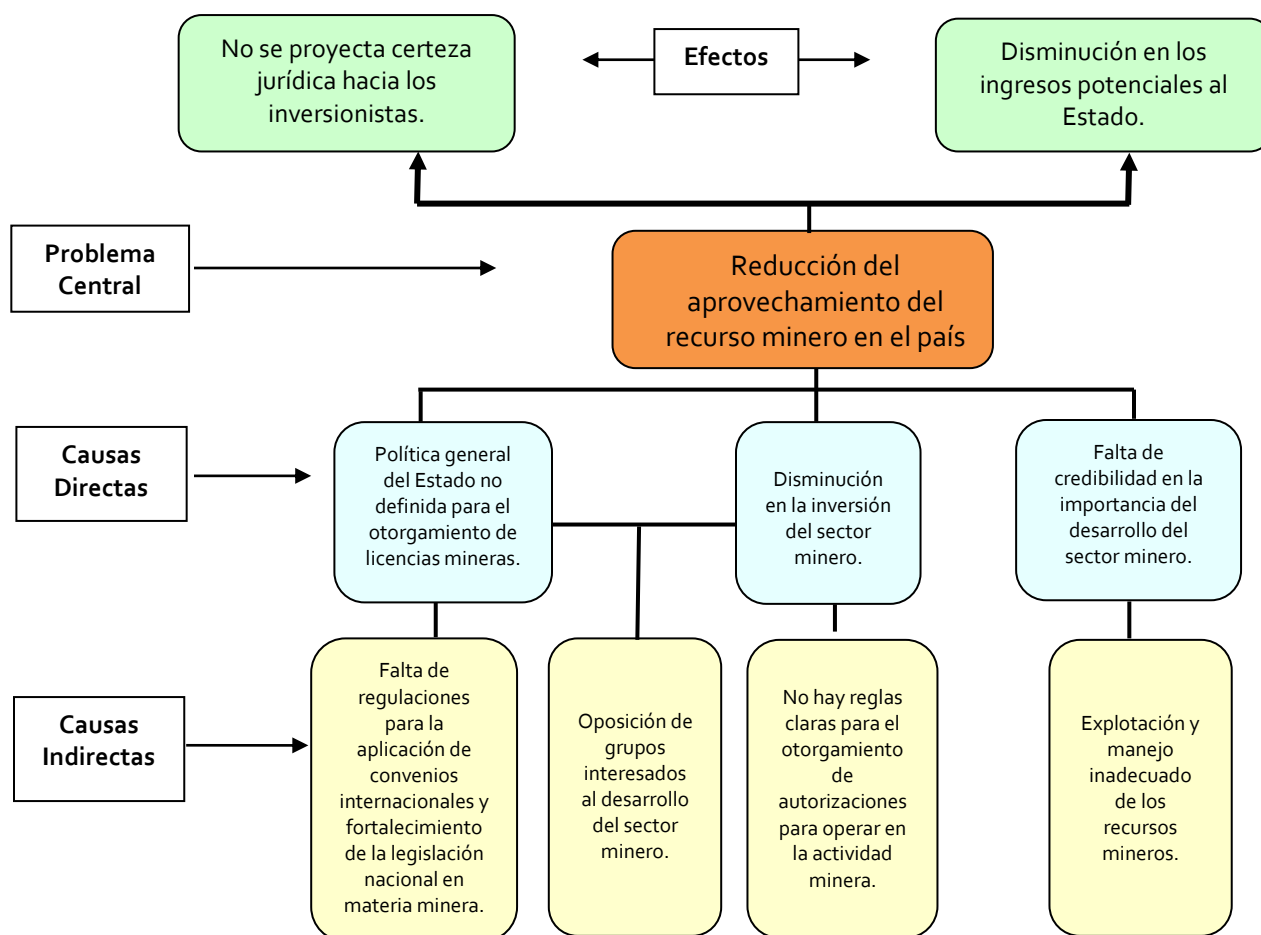 No se proyecta certeza
jurídica hacia los
inversionistas.
Efectos
Disminución en los
ingresos potenciales al
Estado.
Problema
Central
Reducción del
aprovechamiento del
recurso minero en el país
Causas
Directas
Política general
del Estado no
definida para el
otorgamiento de
licencias mineras.
Disminución
en la inversión
del sector
minero.
Falta de
credibilidad en la
importancia del
desarrollo del
sector minero.
Causas
Indirectas
Falta de
regulaciones
para la
aplicación de
convenios
internacionales y
fortalecimiento
de la legislación
nacional en
materia minera.
Oposición de
grupos
interesados
al desarrollo
del sector
minero.
No hay reglas
claras para el
otorgamiento
de
autorizaciones
para operar en
la actividad
minera.
Explotación y
manejo
inadecuado
de los
recursos
mineros.